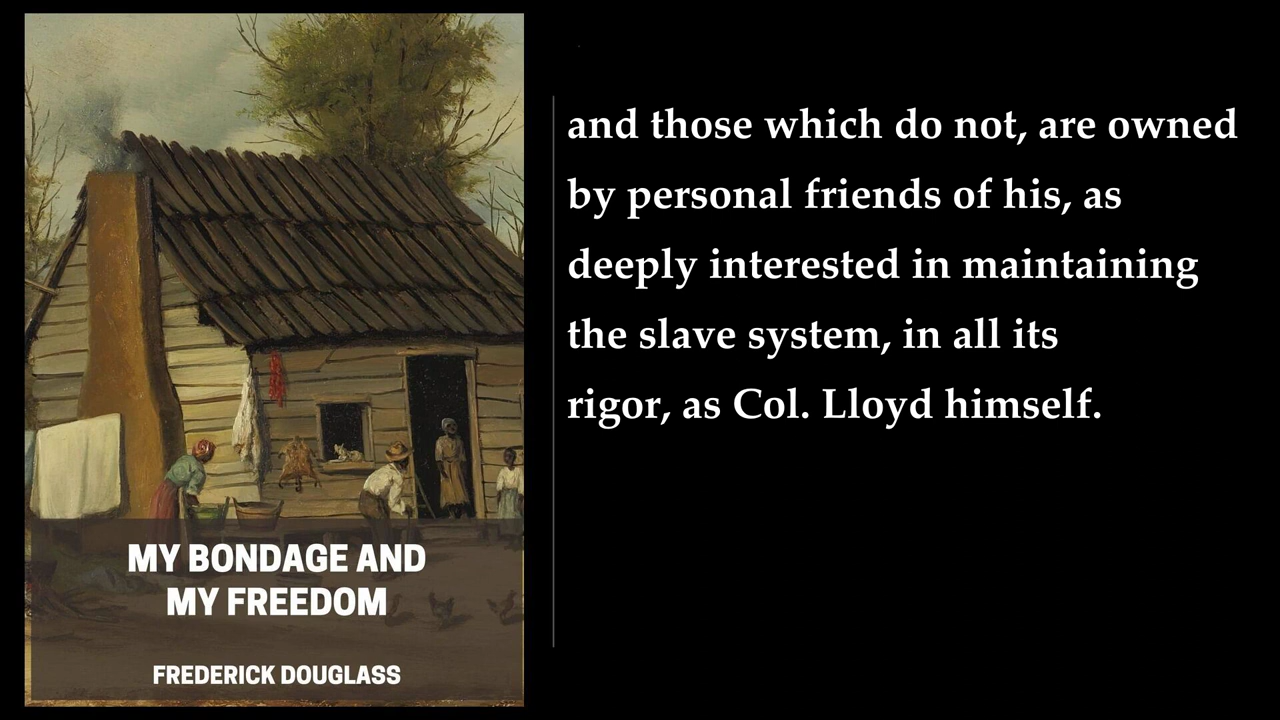 MY BONDAGE AND
MY FREEDOM
FREDERICK DOUGLASS
and those which do not, are owned
by personal friends of his, as
deeply interested in maintaining
the slave system, in all its
rigor, as Col. Lloyd himself.